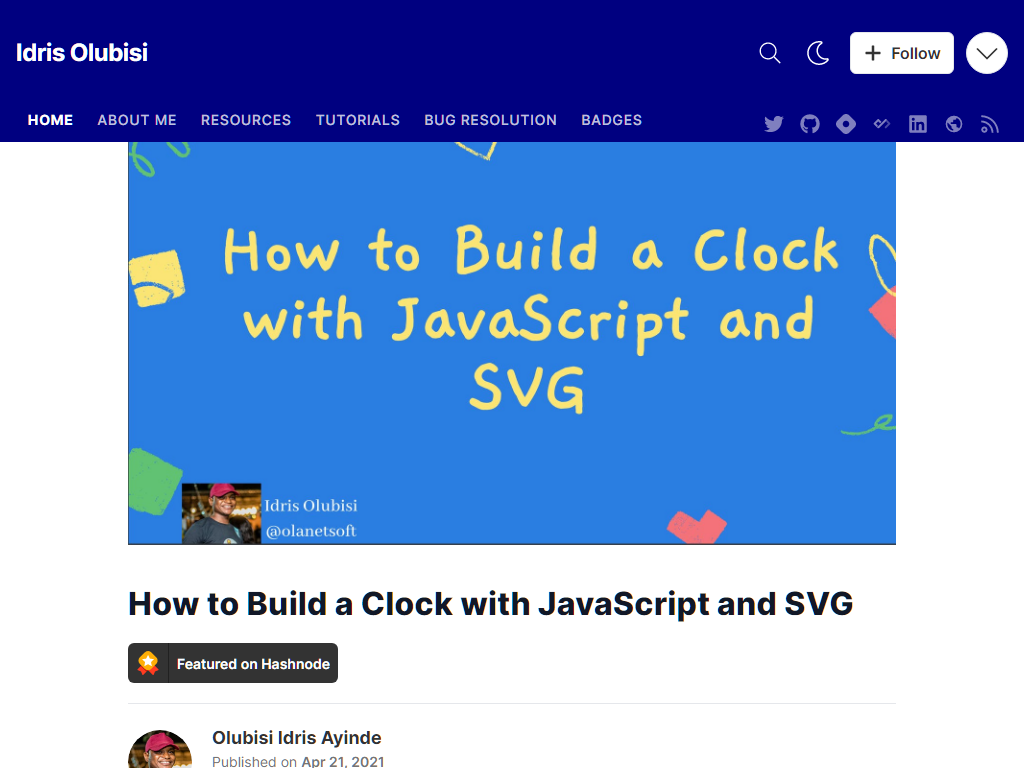 Idris Olubisi
Follow
HOME ABOUT ME RESOURCES TUTORIALS BUG RESOLUTION BADGES
How to Build a Clock
with JavaScript and
SVG
Idris Olubisi
@olanetsoft
How to Build a Clock with JavaScript and SVG
Featured on Hashnode
Olubisi Idris Ayinde
Published on Apr 21, 2021